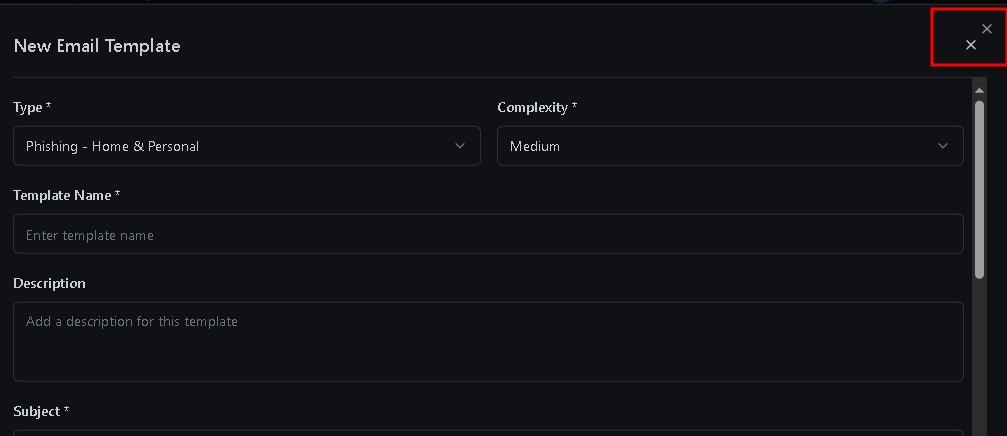 New Email Template
Type *
Complexity *
Phishing - Home & Personal
Medium
Template Name *
Enter template name
Description
Add a description for this template
Subject *